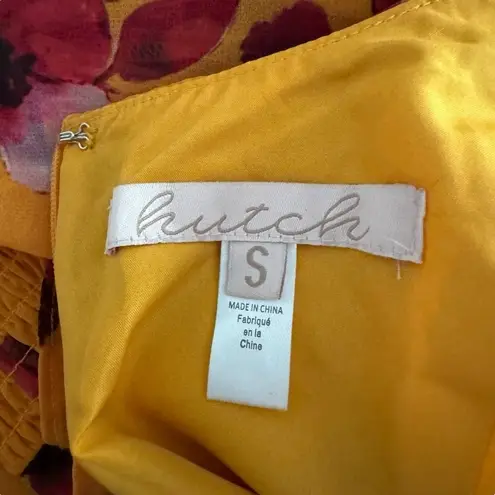 hutch
S
MADE IN CHINA
Fabriqué
en la
Chine